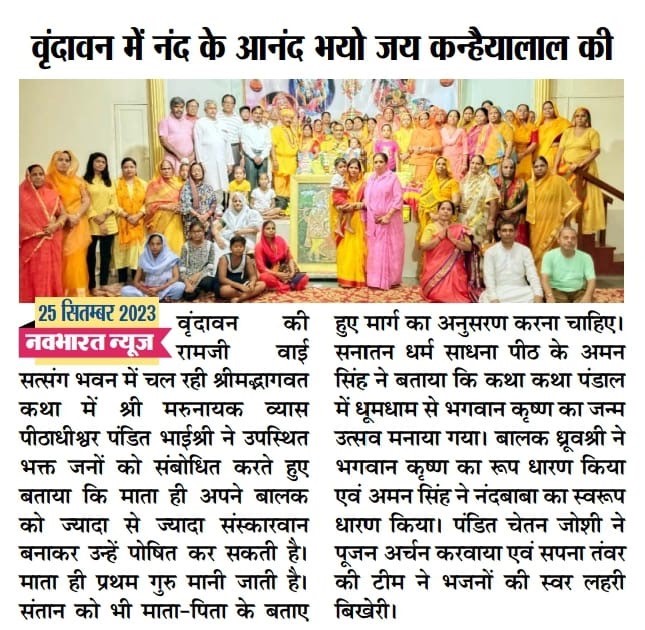 वृंदावन में नंद के आनंद भयो जय कन्हैयालाल की
25 सितम्बर 2023
नवभारत न्यूज
वृंदावन की
रामजी वाई
सत्संग भवन में चल रही श्रीमद्भागवत
कथा में श्री मरुनायक व्यास
पीठाधीश्वर पंडित भाईश्री ने उपस्थित
भक्त जनों को संबोधित करते हुए
बताया कि माता ही अपने बालक
को ज्यादा से ज्यादा संस्कारवान
बनाकर उन्हें पोषित कर सकती है।
माता ही प्रथम गुरु मानी जाती है।
संतान को भी माता-पिता के बताए
हुए मार्ग का अनुसरण करना चाहिए।
सनातन धर्म साधना पीठ के अमन
सिंह ने बताया कि कथा कथा पंडाल
में धूमधाम से भगवान कृष्ण का जन्म
उत्सव मनाया गया। बालक ध्रूवश्री ने
भगवान कृष्ण का रूप धारण किया
एवं अमन सिंह ने नंदबाबा का स्वरूप
धारण किया। पंडित चेतन जोशी ने
पूजन अर्चन करवाया एवं सपना तंवर
की टीम ने भजनों की स्वर लहरी
बिखेरी।